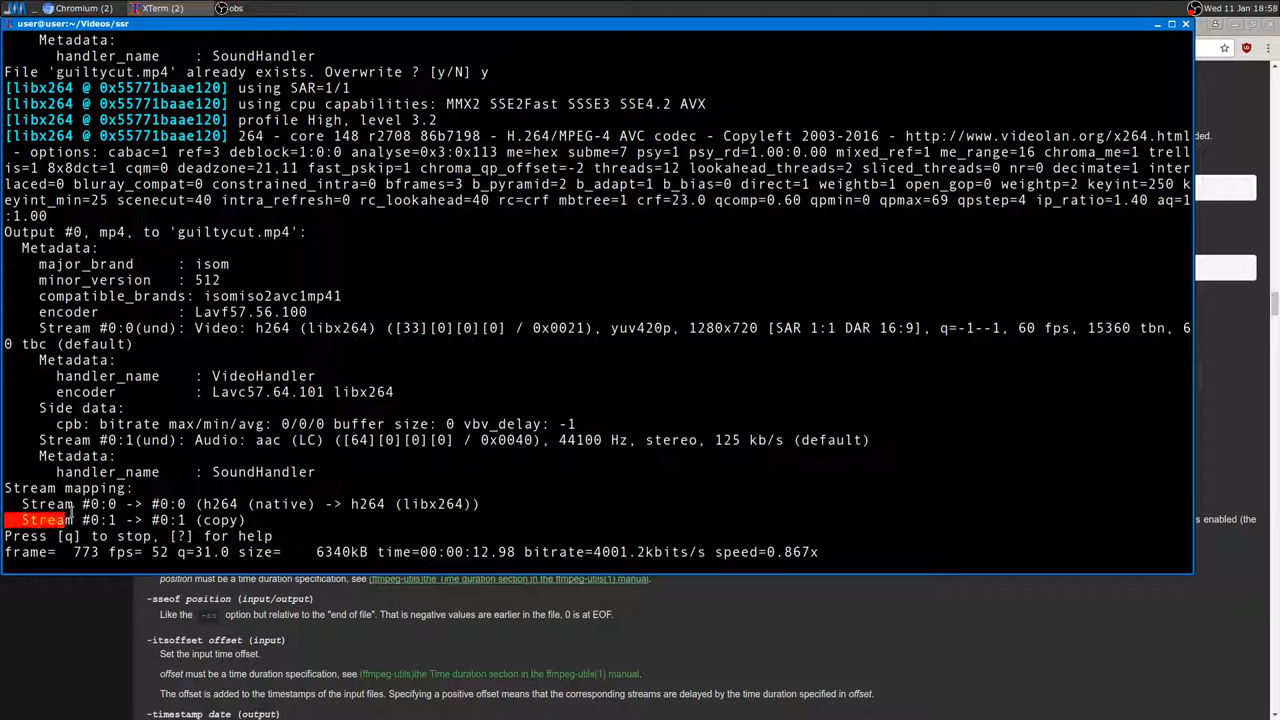 Chromium (2)
XTerm (2)
obs
Wed 11 Jan 18:58
user@user:~/Videos/ssr
Metadata:
handler_name : SoundHandler
File 'guiltycut.mp4' already exists. Overwrite ? [y/N] y
[libx264 @ 0x55771baae120] using SAR=1/1
[libx264 @ 0x55771baae120] using cpu capabilities: MMX2 SSE2Fast SSSE3 SSE4.2 AVX
[libx264 @ 0x55771baae120] profile High, level 3.2
[libx264 @ 0x55771baae120] 264 - core 148 r2708 86b7198 - H.264/MPEG-4 AVC codec - Copyleft 2003-2016 - http://www.videolan.org/x264.html
- options: cabac=1 ref=3 deblock=1:0:0 analyse=0x3:0x113 me=hex subme=7 psy=1 psy_rd=1.00:0.00 mixed_ref=1 me_range=16 chroma_me=1 trell
is=1 8x8dct=1 cqm=0 deadzone=21,11 fast_pskip=1 chroma_qp_offset=-2 threads=12 lookahead_threads=2 sliced_threads=0 nr=0 decimate=1 inter
laced=0 bluray_compat=0 constrained_intra=0 bframes=3 b_pyramid=2 b_adapt=1 b_bias=0 direct=1 weightb=1 open_gop=0 weightp=2 keyint=250 k
eyint_min=25 scenecut=40 intra_refresh=0 rc_lookahead=40 rc=crf mbtree=1 crf=23.0 qcomp=0.60 qpmin=0 qpmax=69 qpstep=4 ip_ratio=1.40 aq=1
:1.00
Output #0, mp4, to 'guiltycut.mp4':
Metadata:
major_brand : isom
minor_version : 512
compatible_brands: isomiso2avc1mp41
encoder : Lavf57.56.100
Stream #0:0(und): Video: h264 (libx264) ([33][0][0][0] / 0x0021), yuv420p, 1280x720 [SAR 1:1 DAR 16:9], q=-1--1, 60 fps, 15360 tbn, 6
0 tbc (default)
Metadata:
handler_name : VideoHandler
encoder : Lavc57.64.101 libx264
Side data:
cpb: bitrate max/min/avg: 0/0/0 buffer size: 0 vbv_delay: -1
Stream #0:1(und): Audio: aac (LC) ([64][0][0][0] / 0x0040), 44100 Hz, stereo, 125 kb/s (default)
Metadata:
handler_name : SoundHandler
Stream mapping:
Stream #0:0 -> #0:0 (h264 (native) -> h264 (libx264))
Stream #0:1 -> #0:1 (copy)
Press [q] to stop, [?] for help
frame= 773 fps= 52 q=31.0 size= 6340kB time=00:00:12.98 bitrate=4001.2kbits/s speed=0.867x
ded.
s enabled (the
position must be a time duration specification, see (ffmpeg-utils)the Time duration section in the ffmpeg-utils(1) manual.
-sseof position (input/output)
Like the -ss option but relative to the "end of file". That is negative values are earlier in the file, 0 is at EOF.
-itsoffset offset (input)
Set the input time offset.
offset must be a time duration specification, see (ffmpeg-utils)the Time duration section in the ffmpeg-utils(1) manual.
The offset is added to the timestamps of the input files. Specifying a positive offset means that the corresponding streams are delayed by the time duration specified in offset.
-timestamp date (output)